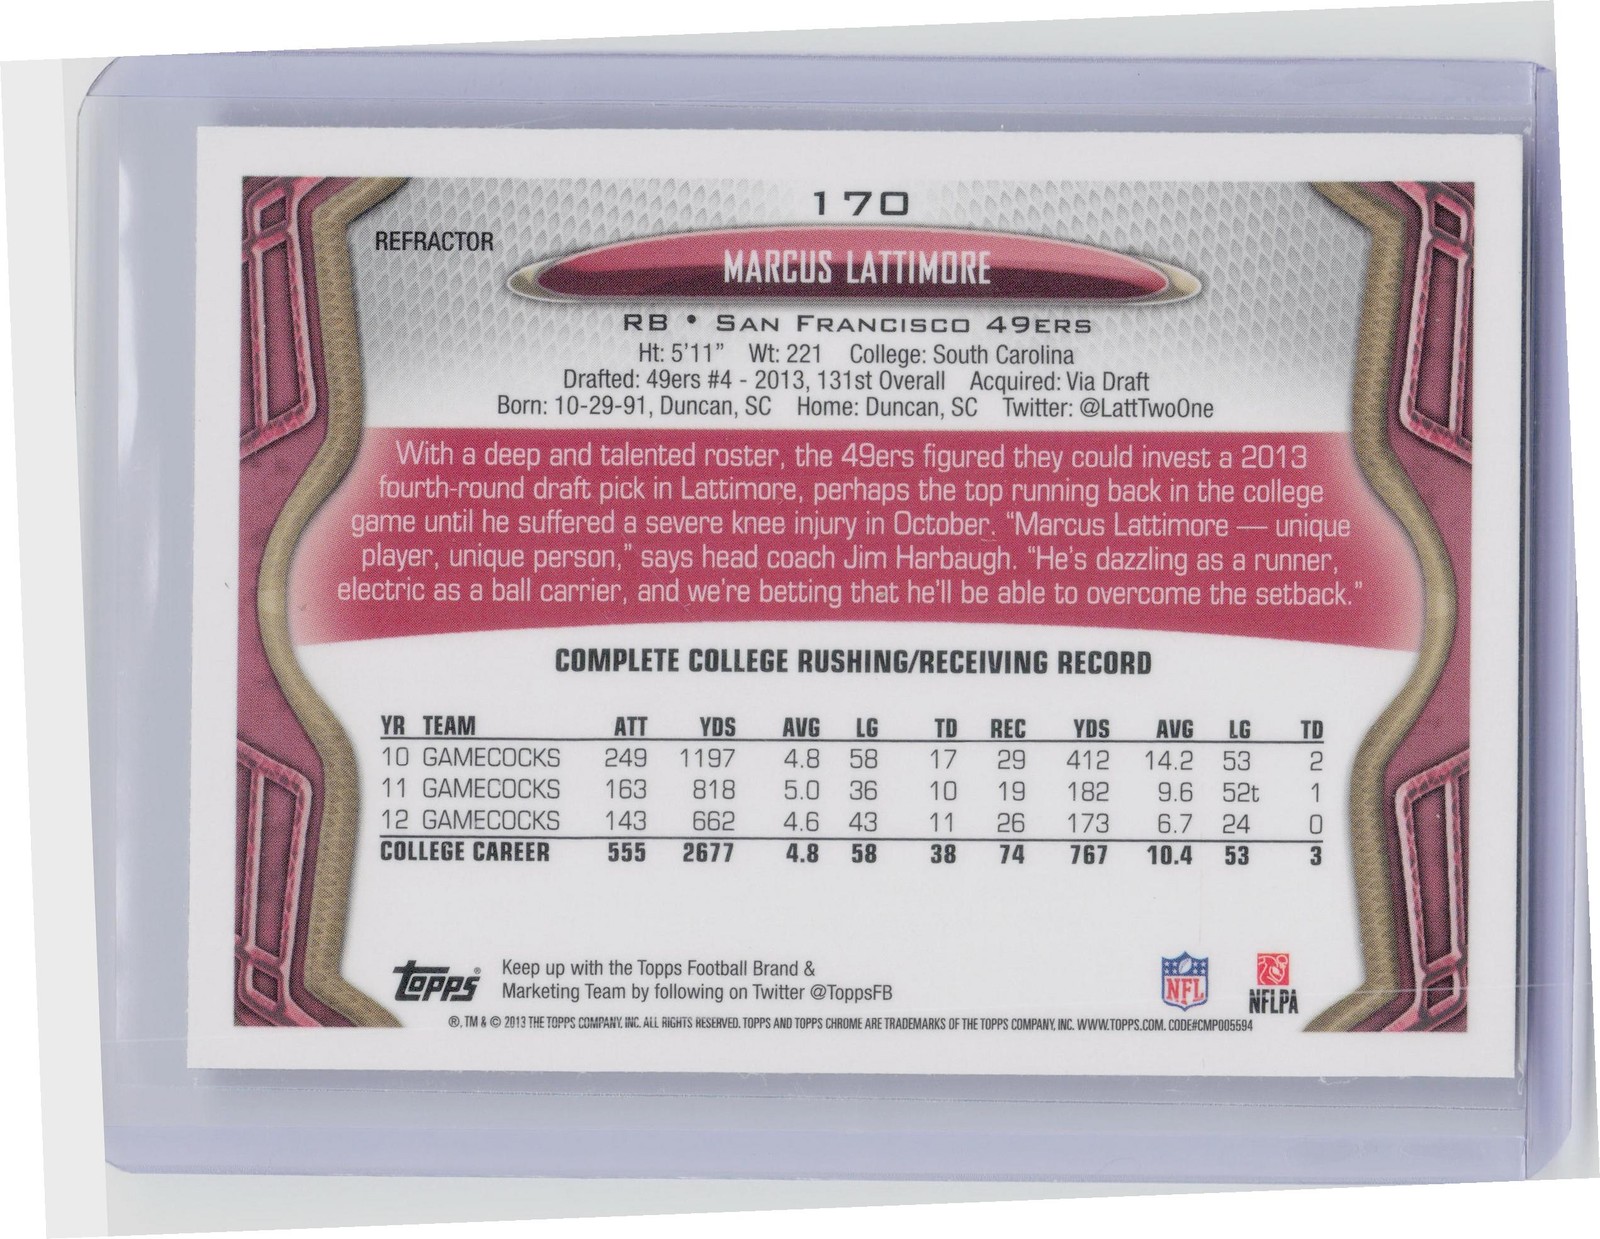 170
REFRACTOR
MARCUS LATTIMORE
RB • SAN FRANCISCO 49ERS
Ht: 5'11" Wt: 221 College: South Carolina
Drafted: 49ers #4 - 2013, 131st Overall Acquired: Via Draft
Born: 10-29-91, Duncan, SC Home: Duncan, SC Twitter: @LattTwoOne
With a deep and talented roster, the 49ers figured they could invest a 2013
fourth-round draft pick in Lattimore, perhaps the top running back in the college
game until he suffered a severe knee injury in October. “Marcus Lattimore — unique
player, unique person,” says head coach Jim Harbaugh. “He's dazzling as a runner,
electric as a ball carrier, and we're betting that he'll be able to overcome the setback.”
COMPLETE COLLEGE RUSHING/RECEIVING RECORD
YR TEAM ATT YDS AVG LG TD REC YDS AVG LG TD
10 GAMECOCKS 249 1197 4.8 58 17 29 412 14.2 53 2
11 GAMECOCKS 163 818 5.0 36 10 19 182 9.6 52t 1
12 GAMECOCKS 143 662 4.6 43 11 26 173 6.7 24 0
COLLEGE CAREER 555 2677 4.8 58 38 74 767 10.4 53 3
Topps® Keep up with the Topps Football Brand &
Marketing Team by following on Twitter @ToppsFB
NFL NFLPA
®, TM & © 2013 THE TOPPS COMPANY, INC. ALL RIGHTS RESERVED. TOPPS AND TOPPS CHROME ARE TRADEMARKS OF THE TOPPS COMPANY, INC. WWW.TOPPS.COM. CODE#CMP005594